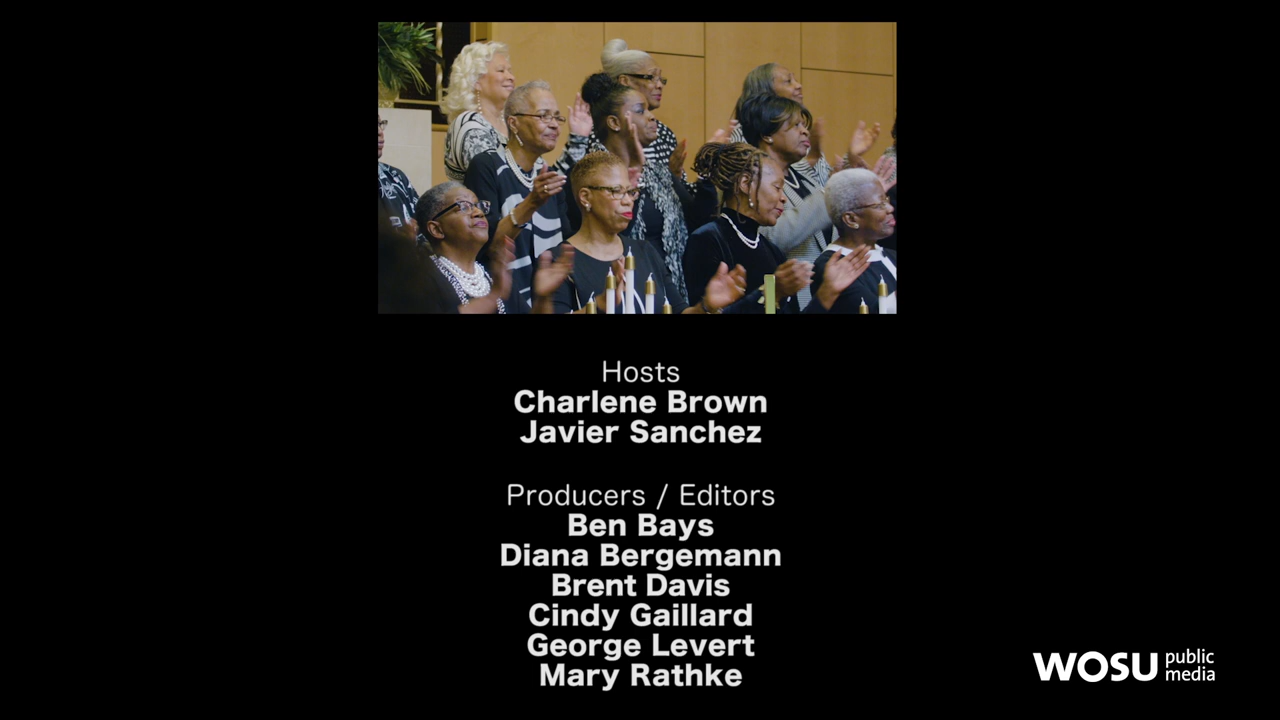 Hosts
Charlene Brown
Javier Sanchez
Producers / Editors
Ben Bays
Diana Bergemann
Brent Davis
Cindy Gaillard
George Levert
Mary Rathke
WOSU public media